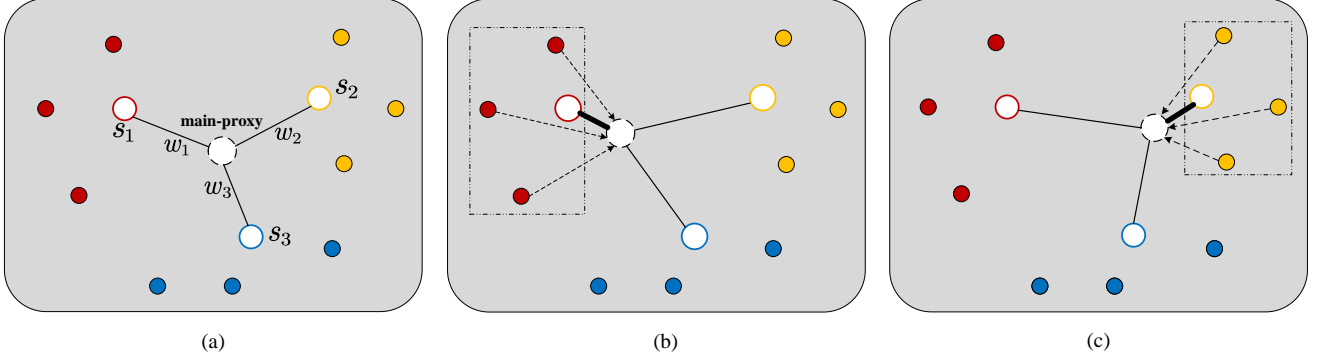 s₂
main-proxy
s₁
w₁
w₂
w₃
s₃
(a)
(b)
(c)